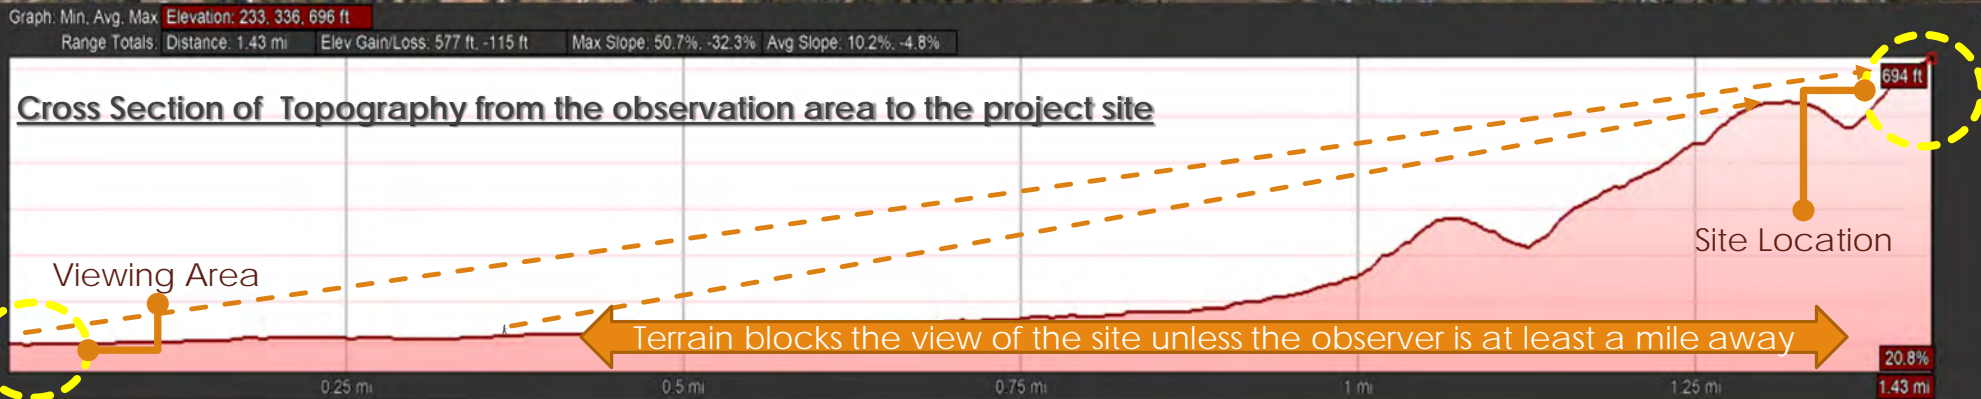 Graph: Min, Avg, Max Elevation: 233, 336, 696 ft
Range Totals: Distance: 1.43 mi Elev Gain/Loss: 577 ft, -115 ft Max Slope: 50.7%, -32.3% Avg Slope: 10.2%, -4.8%
694 ft
Cross Section of Topography from the observation area to the project site
Site Location
Viewing Area
Terrain blocks the view of the site unless the observer is at least a mile away
20.8%
0.25 mi 0.5 mi 0.75 mi 1 mi 1.25 mi 1.43 mi